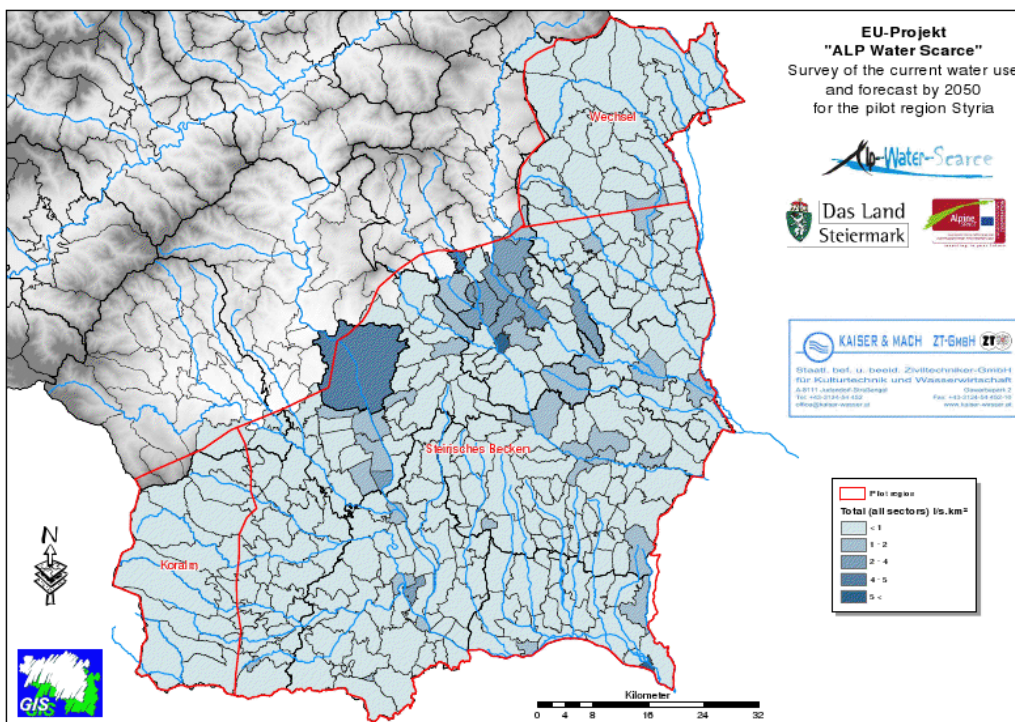 EU-Projekt
"ALP Water Scarce"
Survey of the current water use
and forecast by 2050
for the pilot region Styria
Alp-Water-Scarce
Das Land
Steiermark
Alpine
KAISER & MACH ZT-GmbH ZT
Staatl. bef. u. beeid. Ziviltechniker-GmbH
für Kulturtechnik und Wasserwirtschaft
Wechsel
Steirisches Becken
Koralm
Pilot region
Total (all sectors) l/s.km²
< 1
1 - 2
2 - 4
4 - 5
5 <
N
GIS
Kilometer
0 4 8 16 24 32